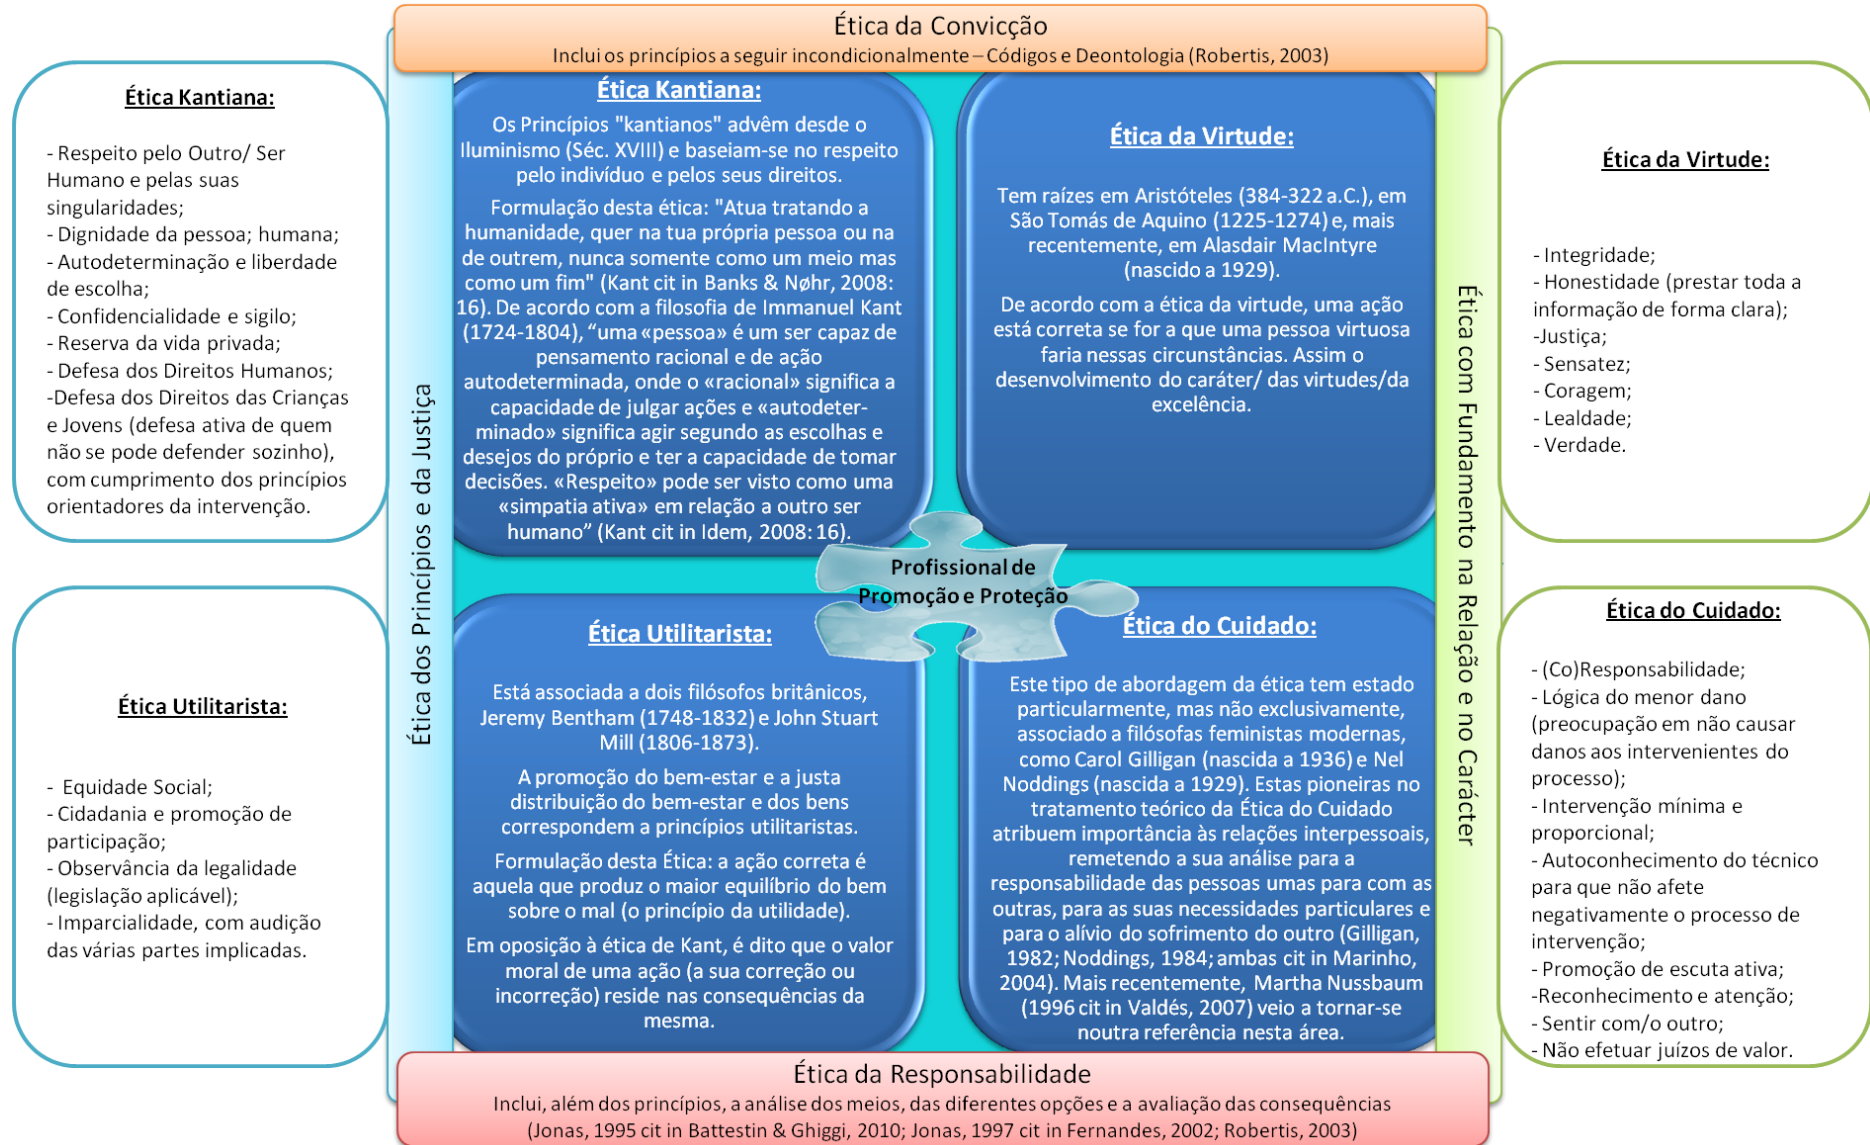 Ética da Convicção
Inclui os princípios a seguir incondicionalmente – Códigos e Deontologia (Robertis, 2003)
Ética Kantiana:
- Respeito pelo Outro/ Ser
Humano e pelas suas
singularidades;
- Dignidade da pessoa; humana;
- Autodeterminação e liberdade
de escolha;
- Confidencialidade e sigilo;
- Reserva da vida privada;
- Defesa dos Direitos Humanos;
-Defesa dos Direitos das Crianças
e Jovens (defesa ativa de quem
não se pode defender sozinho),
com cumprimento dos princípios
orientadores da intervenção.
Ética Utilitarista:
- Equidade Social;
- Cidadania e promoção de
participação;
- Observância da legalidade
(legislação aplicável);
- Imparcialidade, com audição
das várias partes implicadas.
Ética dos Princípios e da Justiça
Ética Kantiana:
Os Princípios "kantianos" advêm desde o
Iluminismo (Séc. XVIII) e baseiam-se no respeito
pelo indivíduo e pelos seus direitos.
Formulação desta ética: "Atua tratando a
humanidade, quer na tua própria pessoa ou na
de outrem, nunca somente como um meio mas
como um fim" (Kant cit in Banks & Nøhr, 2008:
16). De acordo com a filosofia de Immanuel Kant
(1724-1804), “uma «pessoa» é um ser capaz de
pensamento racional e de ação
autodeterminada, onde o «racional» significa a
capacidade de julgar ações e «autodeter-
minado» significa agir segundo as escolhas e
desejos do próprio e ter a capacidade de tomar
decisões. «Respeito» pode ser visto como uma
«simpatia ativa» em relação a outro ser
humano” (Kant cit in Idem, 2008: 16).
Ética da Virtude:
Tem raízes em Aristóteles (384-322 a.C.), em
São Tomás de Aquino (1225-1274) e, mais
recentemente, em Alasdair MacIntyre
(nascido a 1929).
De acordo com a ética da virtude, uma ação
está correta se for a que uma pessoa virtuosa
faria nessas circunstâncias. Assim o
desenvolvimento do caráter/ das virtudes/da
excelência.
Profissional de
Promoção e Proteção
Ética Utilitarista:
Está associada a dois filósofos britânicos,
Jeremy Bentham (1748-1832) e John Stuart
Mill (1806-1873).
A promoção do bem-estar e a justa
distribuição do bem-estar e dos bens
correspondem a princípios utilitaristas.
Formulação desta Ética: a ação correta é
aquela que produz o maior equilíbrio do bem
sobre o mal (o princípio da utilidade).
Em oposição à ética de Kant, é dito que o valor
moral de uma ação (a sua correção ou
incorreção) reside nas consequências da
mesma.
Ética do Cuidado:
Este tipo de abordagem da ética tem estado
particularmente, mas não exclusivamente,
associado a filósofas feministas modernas,
como Carol Gilligan (nascida a 1936) e Nel
Noddings (nascida a 1929). Estas pioneiras no
tratamento teórico da Ética do Cuidado
atribuem importância às relações interpessoais,
remetendo a sua análise para a
responsabilidade das pessoas umas para com as
outras, para as suas necessidades particulares e
para o alívio do sofrimento do outro (Gilligan,
1982; Noddings, 1984; ambas cit in Marinho,
2004). Mais recentemente, Martha Nussbaum
(1996 cit in Valdés, 2007) veio a tornar-se
noutra referência nesta área.
Ética com Fundamento na Relação e no Carácter
Ética da Virtude:
- Integridade;
- Honestidade (prestar toda a
informação de forma clara);
-Justiça;
- Sensatez;
- Coragem;
- Lealdade;
- Verdade.
Ética do Cuidado:
- (Co)Responsabilidade;
- Lógica do menor dano
(preocupação em não causar
danos aos intervenientes do
processo);
- Intervenção mínima e
proporcional;
- Autoconhecimento do técnico
para que não afete
negativamente o processo de
intervenção;
- Promoção de escuta ativa;
-Reconhecimento e atenção;
- Sentir com/o outro;
- Não efetuar juízos de valor.
Ética da Responsabilidade
Inclui, além dos princípios, a análise dos meios, das diferentes opções e a avaliação das consequências
(Jonas, 1995 cit in Battestin & Ghiggi, 2010; Jonas, 1997 cit in Fernandes, 2002; Robertis, 2003)